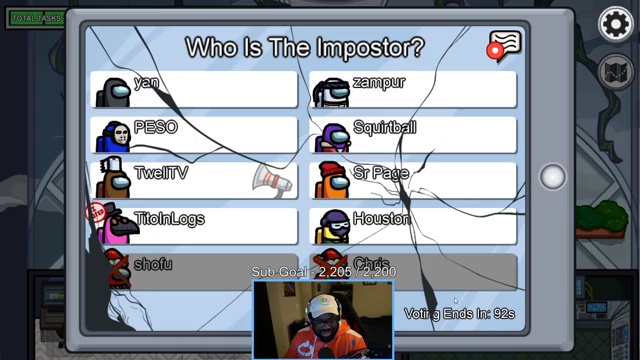 TOTAL TASKS
Who Is The Impostor?
yan
zampur
PESO
Squirtball
TwellTV
Sr Page
TitoInLogs
Houston
shofu
Chris
Sub-Goal - 2,205 / 2,200
Voting Ends In: 92s